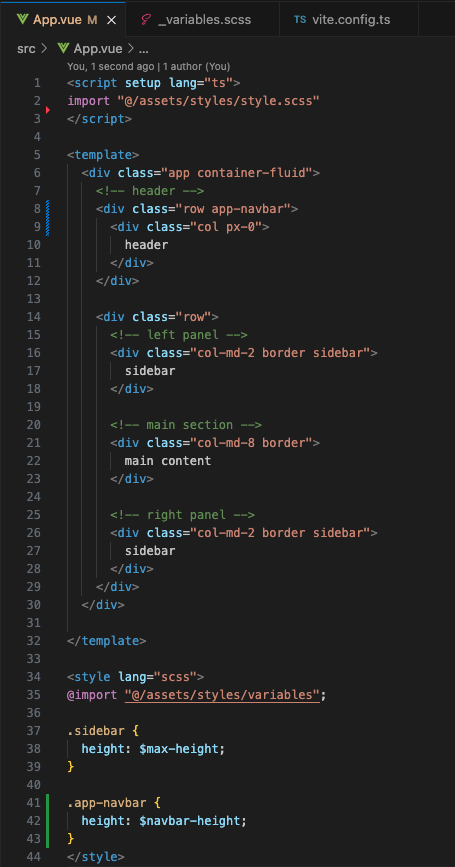 App.vue M × _variables.scss TS vite.config.ts
src > App.vue > ...
You, 1 second ago | 1 author (You)
1 <script setup lang="ts">
2 import "@/assets/styles/style.scss"
3 </script>
4
5 <template>
6 <div class="app container-fluid">
7 <!-- header -->
8 <div class="row app-navbar">
9 <div class="col px-0">
10 header
11 </div>
12 </div>
13
14 <div class="row">
15 <!-- left panel -->
16 <div class="col-md-2 border sidebar">
17 sidebar
18 </div>
19
20 <!-- main section -->
21 <div class="col-md-8 border">
22 main content
23 </div>
24
25 <!-- right panel -->
26 <div class="col-md-2 border sidebar">
27 sidebar
28 </div>
29 </div>
30 </div>
31
32 </template>
33
34 <style lang="scss">
35 @import "@/assets/styles/variables";
36
37 .sidebar {
38 height: $max-height;
39 }
40
41 .app-navbar {
42 height: $navbar-height;
43 }
44 </style>